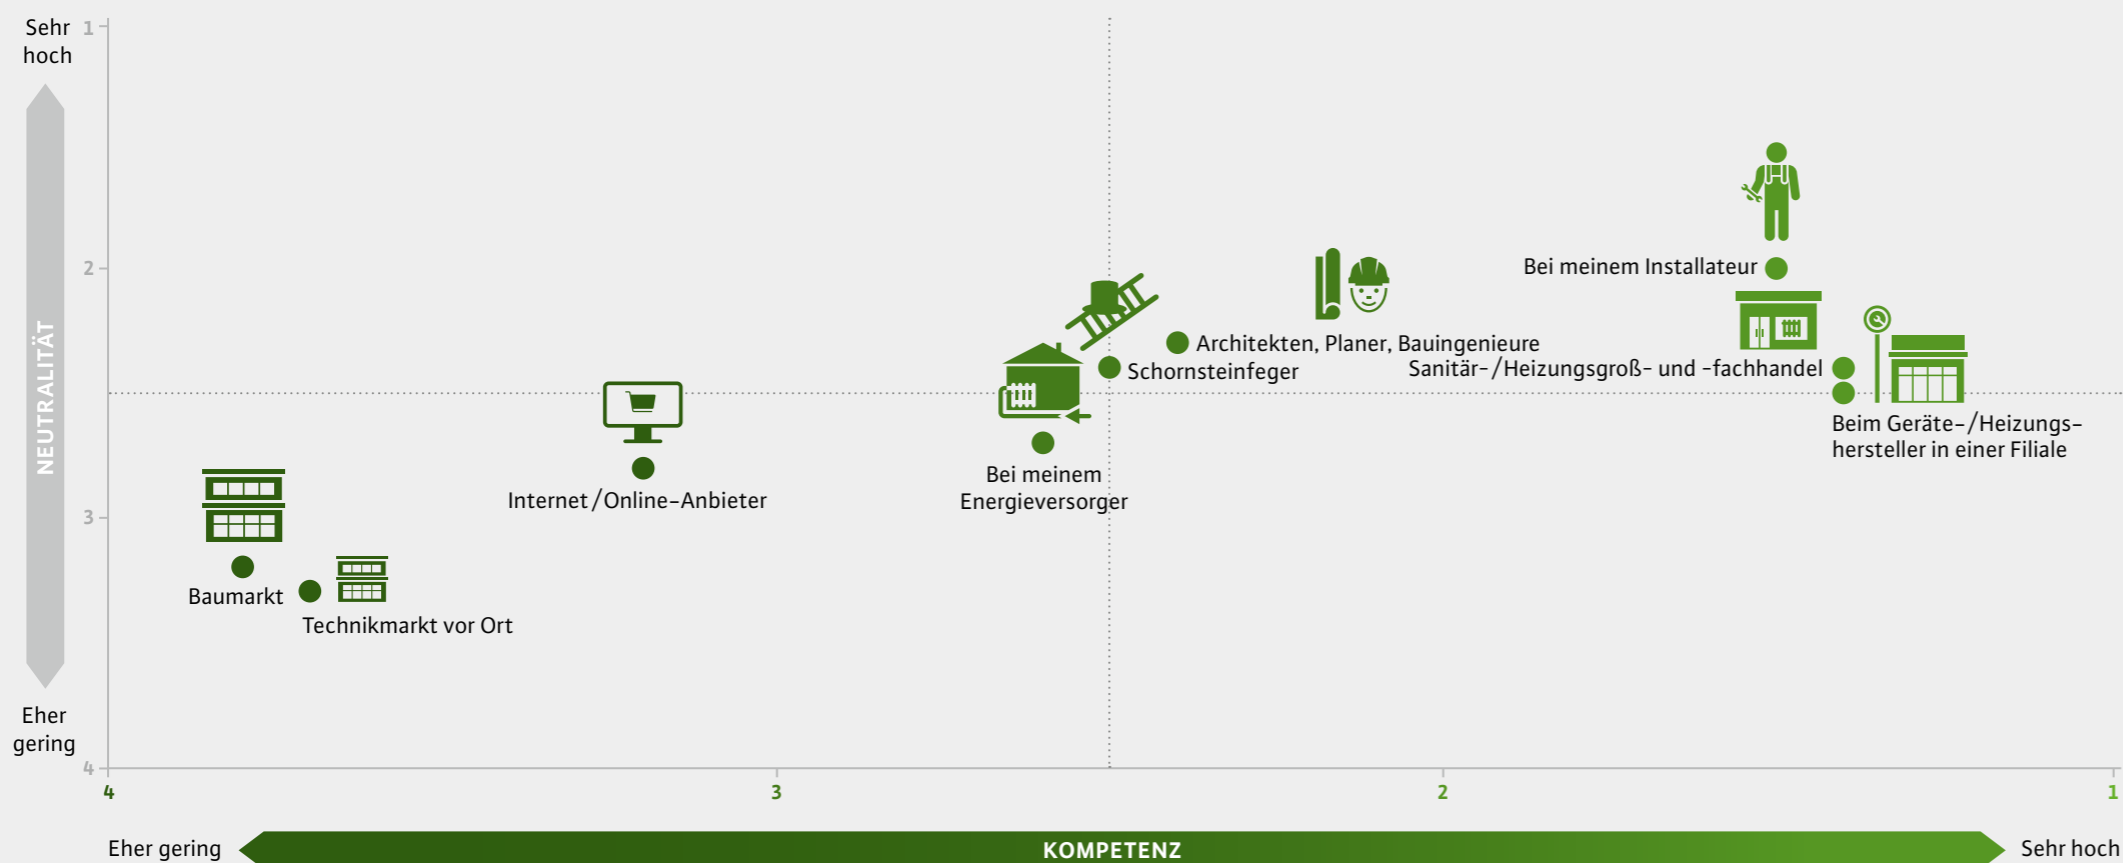 Sehr
hoch
1
Bei meinem Installateur
2
NEUTRALITÄT
Architekten, Planer, Bauingenieure
Schornsteinfeger
Sanitär-/Heizungsgroß- und -fachhandel
Beim Geräte-/Heizungs-
hersteller in einer Filiale
Bei meinem
Energieversorger
Internet/Online-Anbieter
3
Baumarkt
Technikmarkt vor Ort
Eher
gering
4
4
3
2
1
Eher gering
KOMPETENZ
Sehr hoch